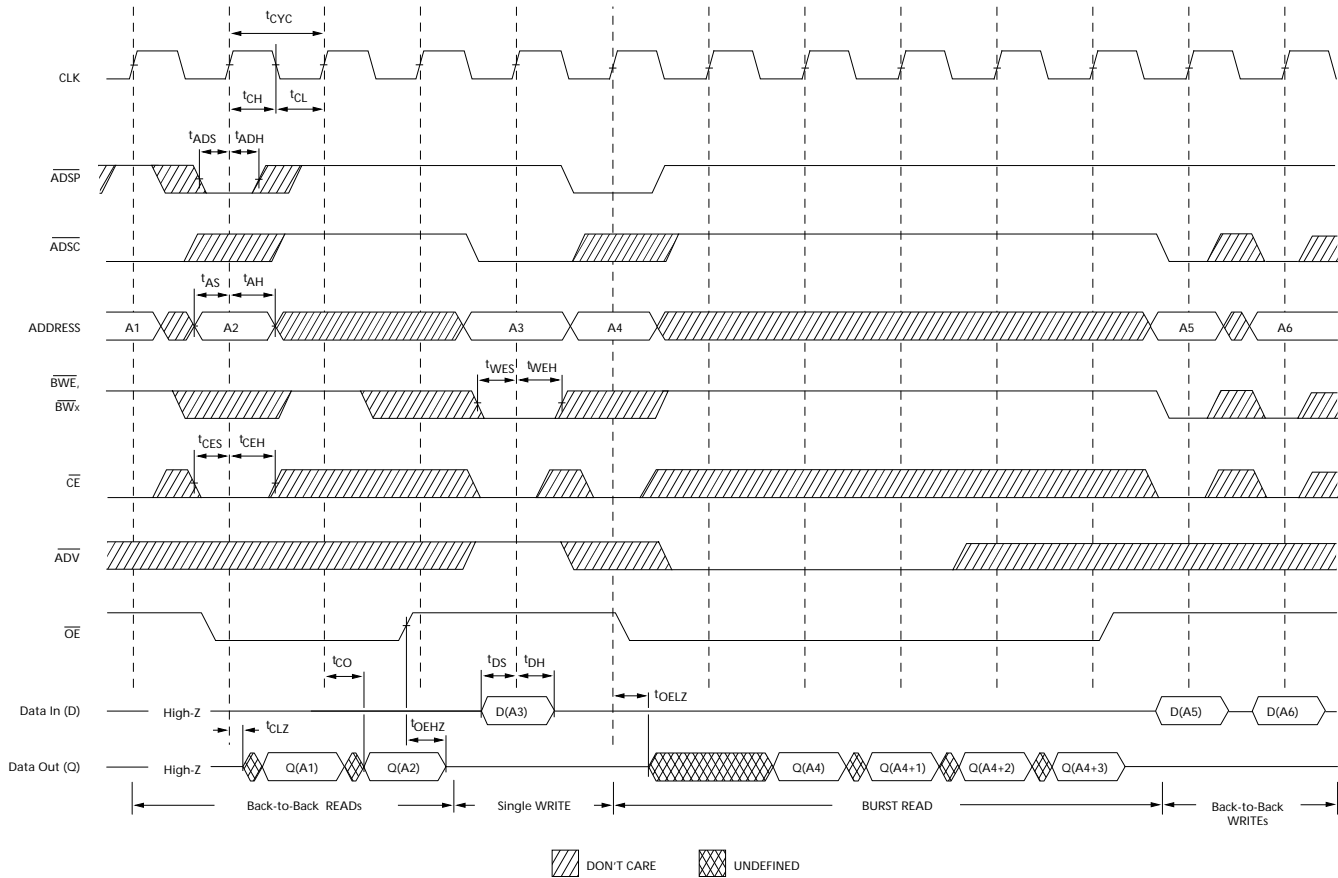 tCYC
CLK
tCH tCL
tADS tADH
ADSP
ADSC
tAS tAH
ADDRESS A1 A2 A3 A4 A5 A6
tWES tWEH
BWE,
BWx
tCES tCEH
CE
ADV
OE
tCO tDS tDH tOELZ
Data In (D) High-Z D(A3) D(A5) D(A6)
tCLZ tOEHZ
Data Out (Q) High-Z Q(A1) Q(A2) Q(A4) Q(A4+1) Q(A4+2) Q(A4+3)
Back-to-Back READs Single WRITE BURST READ Back-to-Back
WRITEs
DON'T CARE UNDEFINED